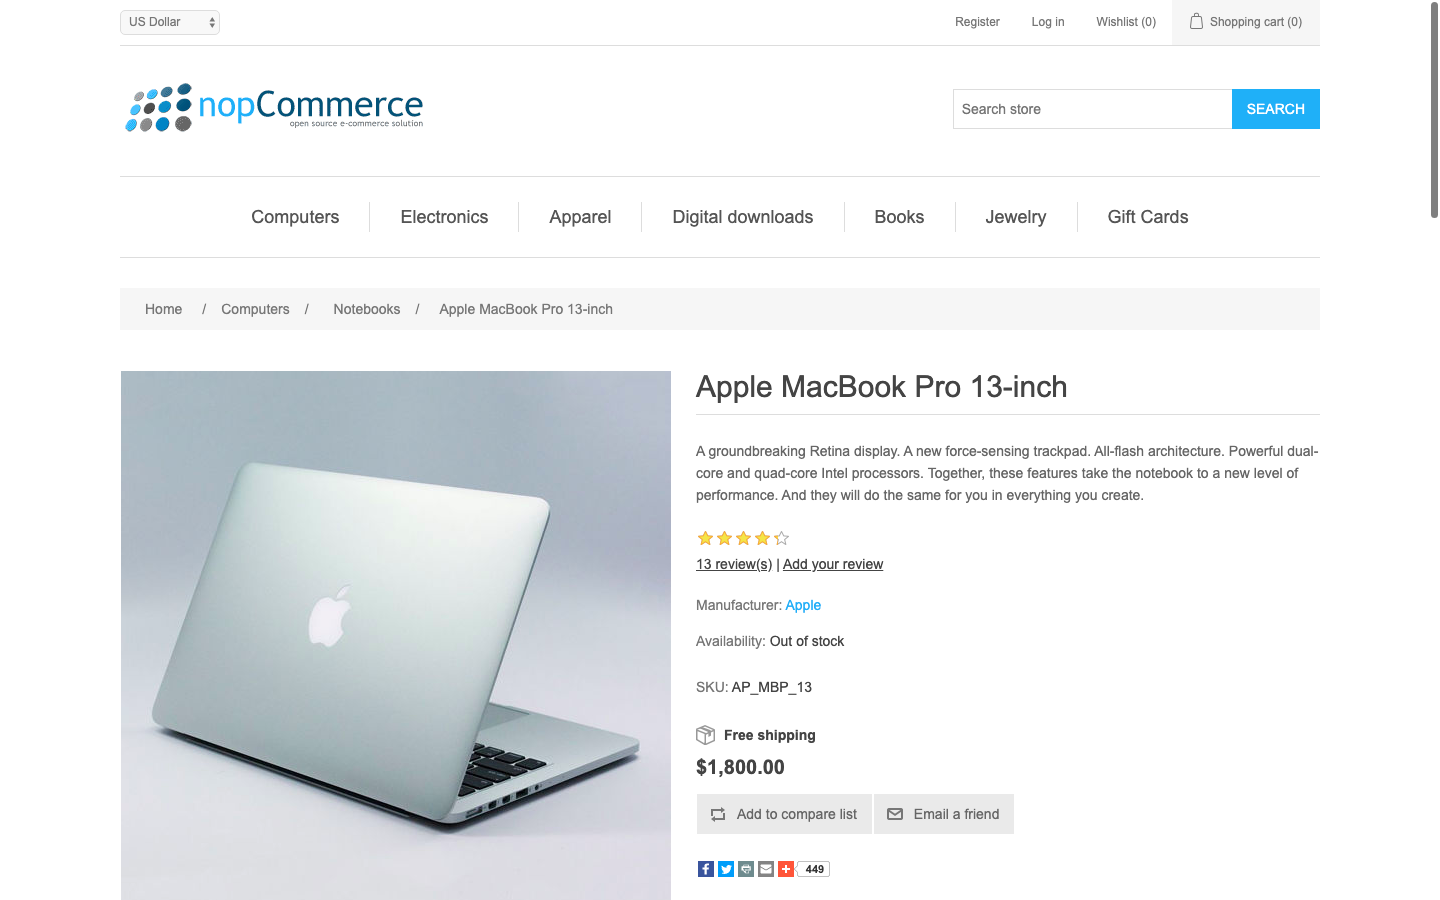 US Dollar
Register
Log in
Wishlist (0)
Shopping cart (0)
nopCommerce
open source e-commerce solution
Search store
SEARCH
Computers
Electronics
Apparel
Digital downloads
Books
Jewelry
Gift Cards
Home / Computers / Notebooks / Apple MacBook Pro 13-inch
Apple MacBook Pro 13-inch
A groundbreaking Retina display. A new force-sensing trackpad. All-flash architecture. Powerful dual-
core and quad-core Intel processors. Together, these features take the notebook to a new level of
performance. And they will do the same for you in everything you create.
13 review(s) | Add your review
Manufacturer: Apple
Availability: Out of stock
SKU: AP_MBP_13
Free shipping
$1,800.00
Add to compare list
Email a friend
449